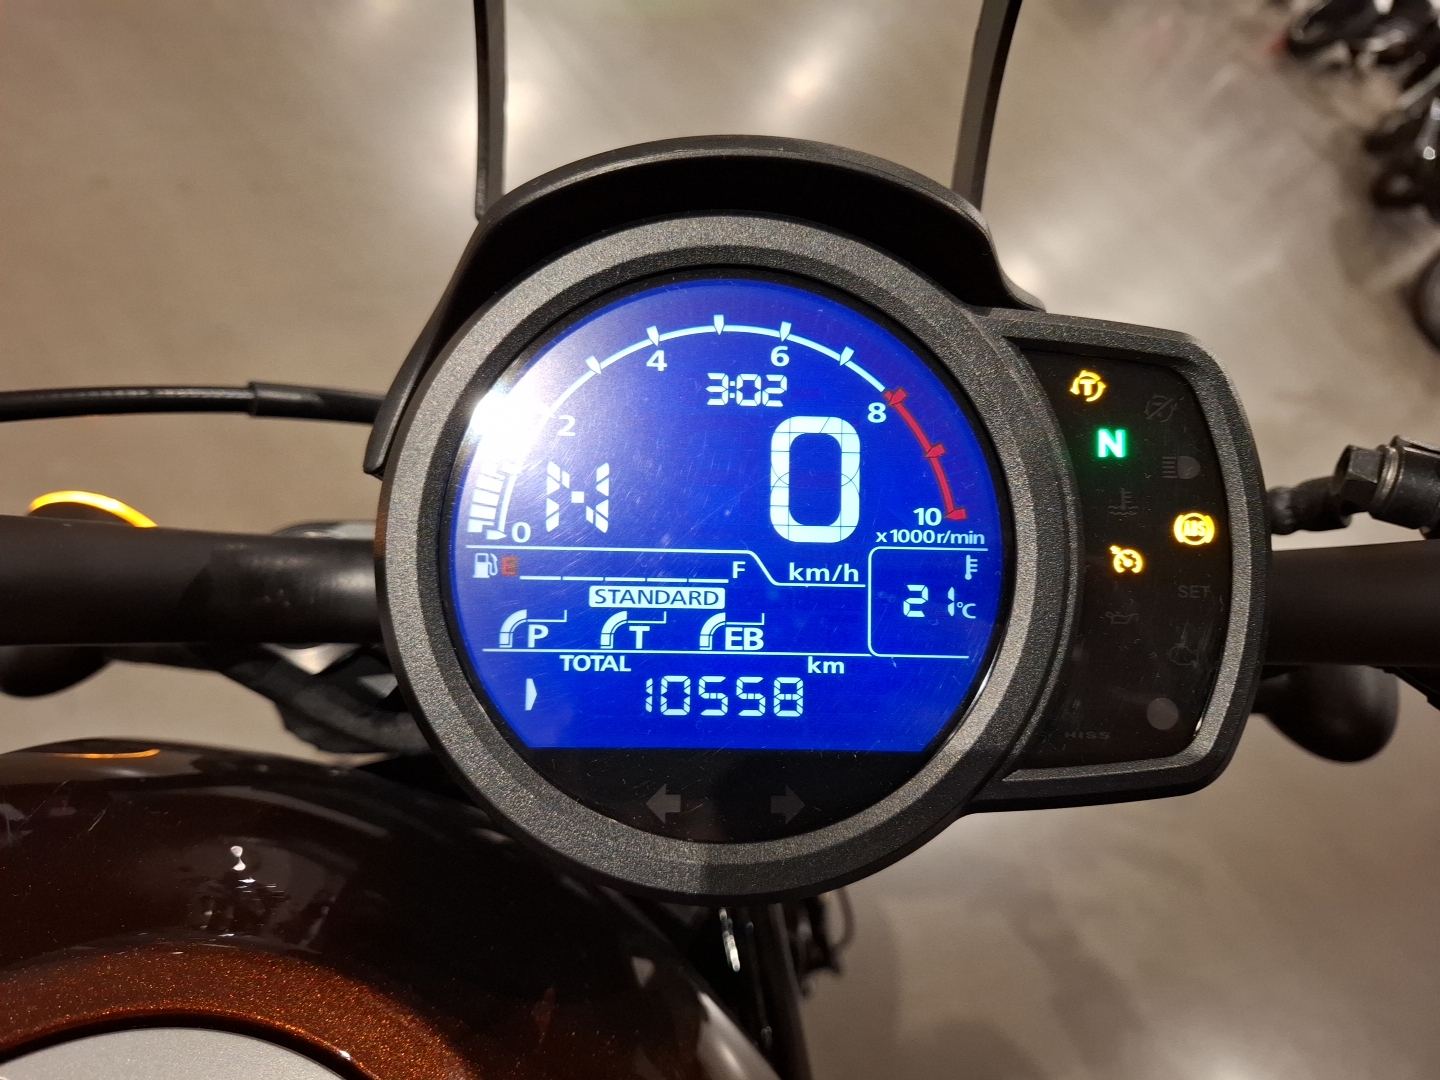 4 6
3:02
2 8
N 0
0 10
x1000r/min
E F km/h
STANDARD
21°C
P T EB
TOTAL km
10558
T
N
ABS
SET
HISS